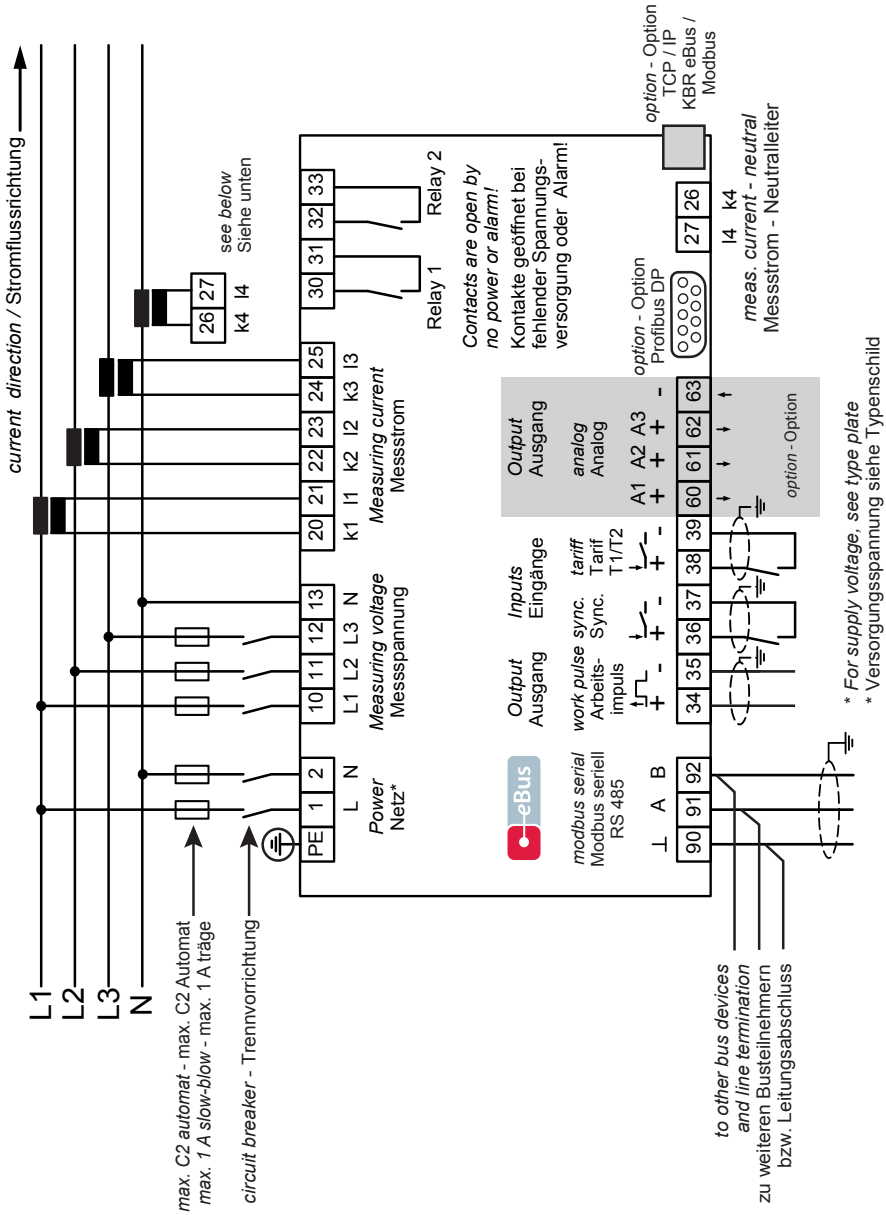 current direction / Stromflussrichtung
L1
L2
L3
N
max. C2 automat - max. C2 Automat
max. 1 A slow-blow - max. 1 A träge
circuit breaker - Trennvorrichtung
see below
Siehe unten
26 27
k4 I4
PE 1 2
L N
Power
Netz*
10 11 12 13
L1 L2 L3 N
Measuring voltage
Messspannung
20 21 22 23 24 25
k1 I1 k2 I2 k3 I3
Measuring current
Messstrom
30 31 32 33
Relay 1
Relay 2
Contacts are open by
no power or alarm!
Kontakte geöffnet bei
fehlender Spannungs-
versorgung oder Alarm!
eBus
modbus serial
Modbus seriell
RS 485
⊥ A B
90 91 92
Output
Ausgang
work pulse
Arbeits-
impuls
+ -
34 35
Inputs
Eingänge
sync.
Sync.
+ -
36 37
tariff
Tarif
T1/T2
+ -
38 39
Output
Ausgang
analog
Analog
A1 A2 A3
+ + + -
60 61 62 63
option - Option
option - Option
Profibus DP
27 26
I4 k4
meas. current - neutral
Messstrom - Neutralleiter
option - Option
TCP / IP
KBR eBus /
Modbus
to other bus devices
and line termination
zu weiteren Busteilnehmern
bzw. Leitungsabschluss
* For supply voltage, see type plate
* Versorgungsspannung siehe Typenschild